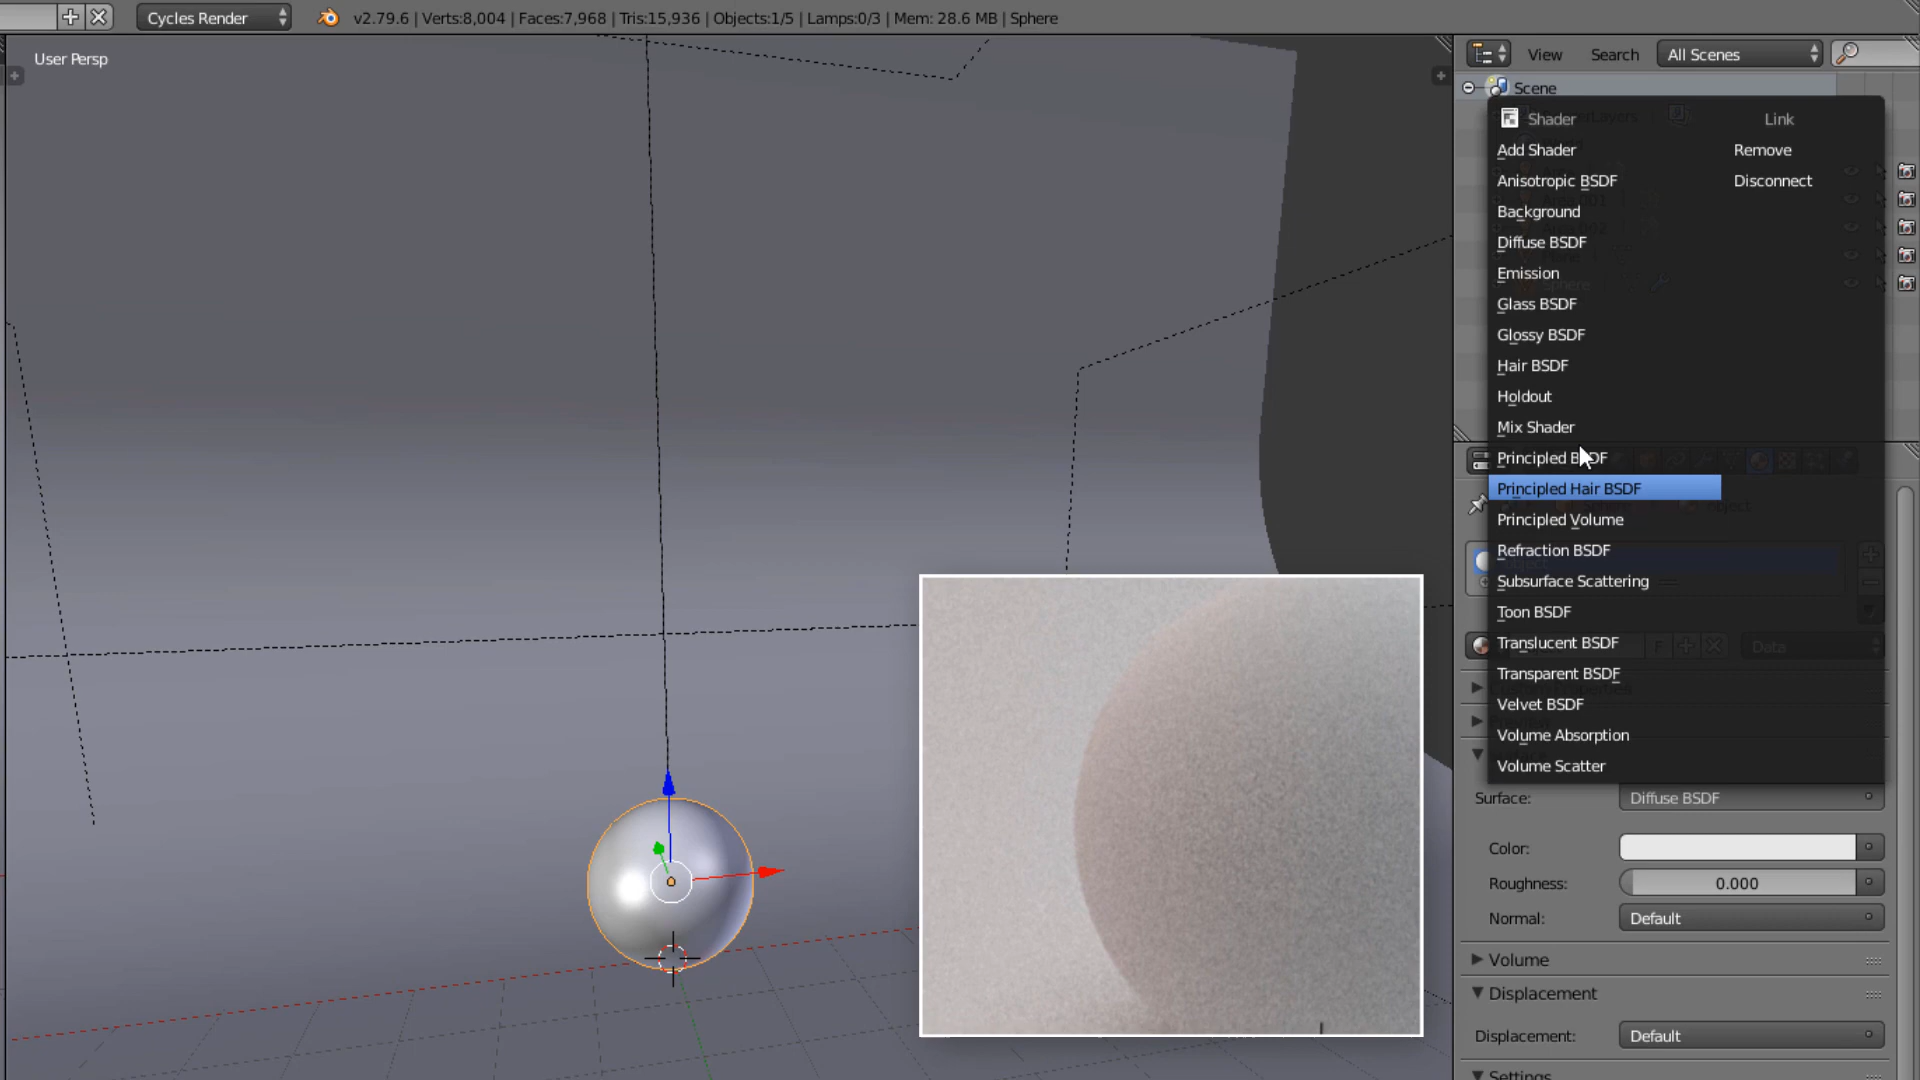 Cycles Render
v2.79.6 | Verts:8,004 | Faces:7,968 | Tris:15,936 | Objects:1/5 | Lamps:0/3 | Mem: 28.6 MB | Sphere
User Persp
View Search All Scenes
Scene
Shader Link
Add Shader Remove
Anisotropic BSDF Disconnect
Background
Diffuse BSDF
Emission
Glass BSDF
Glossy BSDF
Hair BSDF
Holdout
Mix Shader
Principled BSDF
Principled Hair BSDF
Principled Volume
Refraction BSDF
Subsurface Scattering
Toon BSDF
Translucent BSDF
F Data
Transparent BSDF
Velvet BSDF
Volume Absorption
Volume Scatter
Surface: Diffuse BSDF
Color:
Roughness: 0.000
Normal: Default
Volume
Displacement
Displacement: Default
Settings